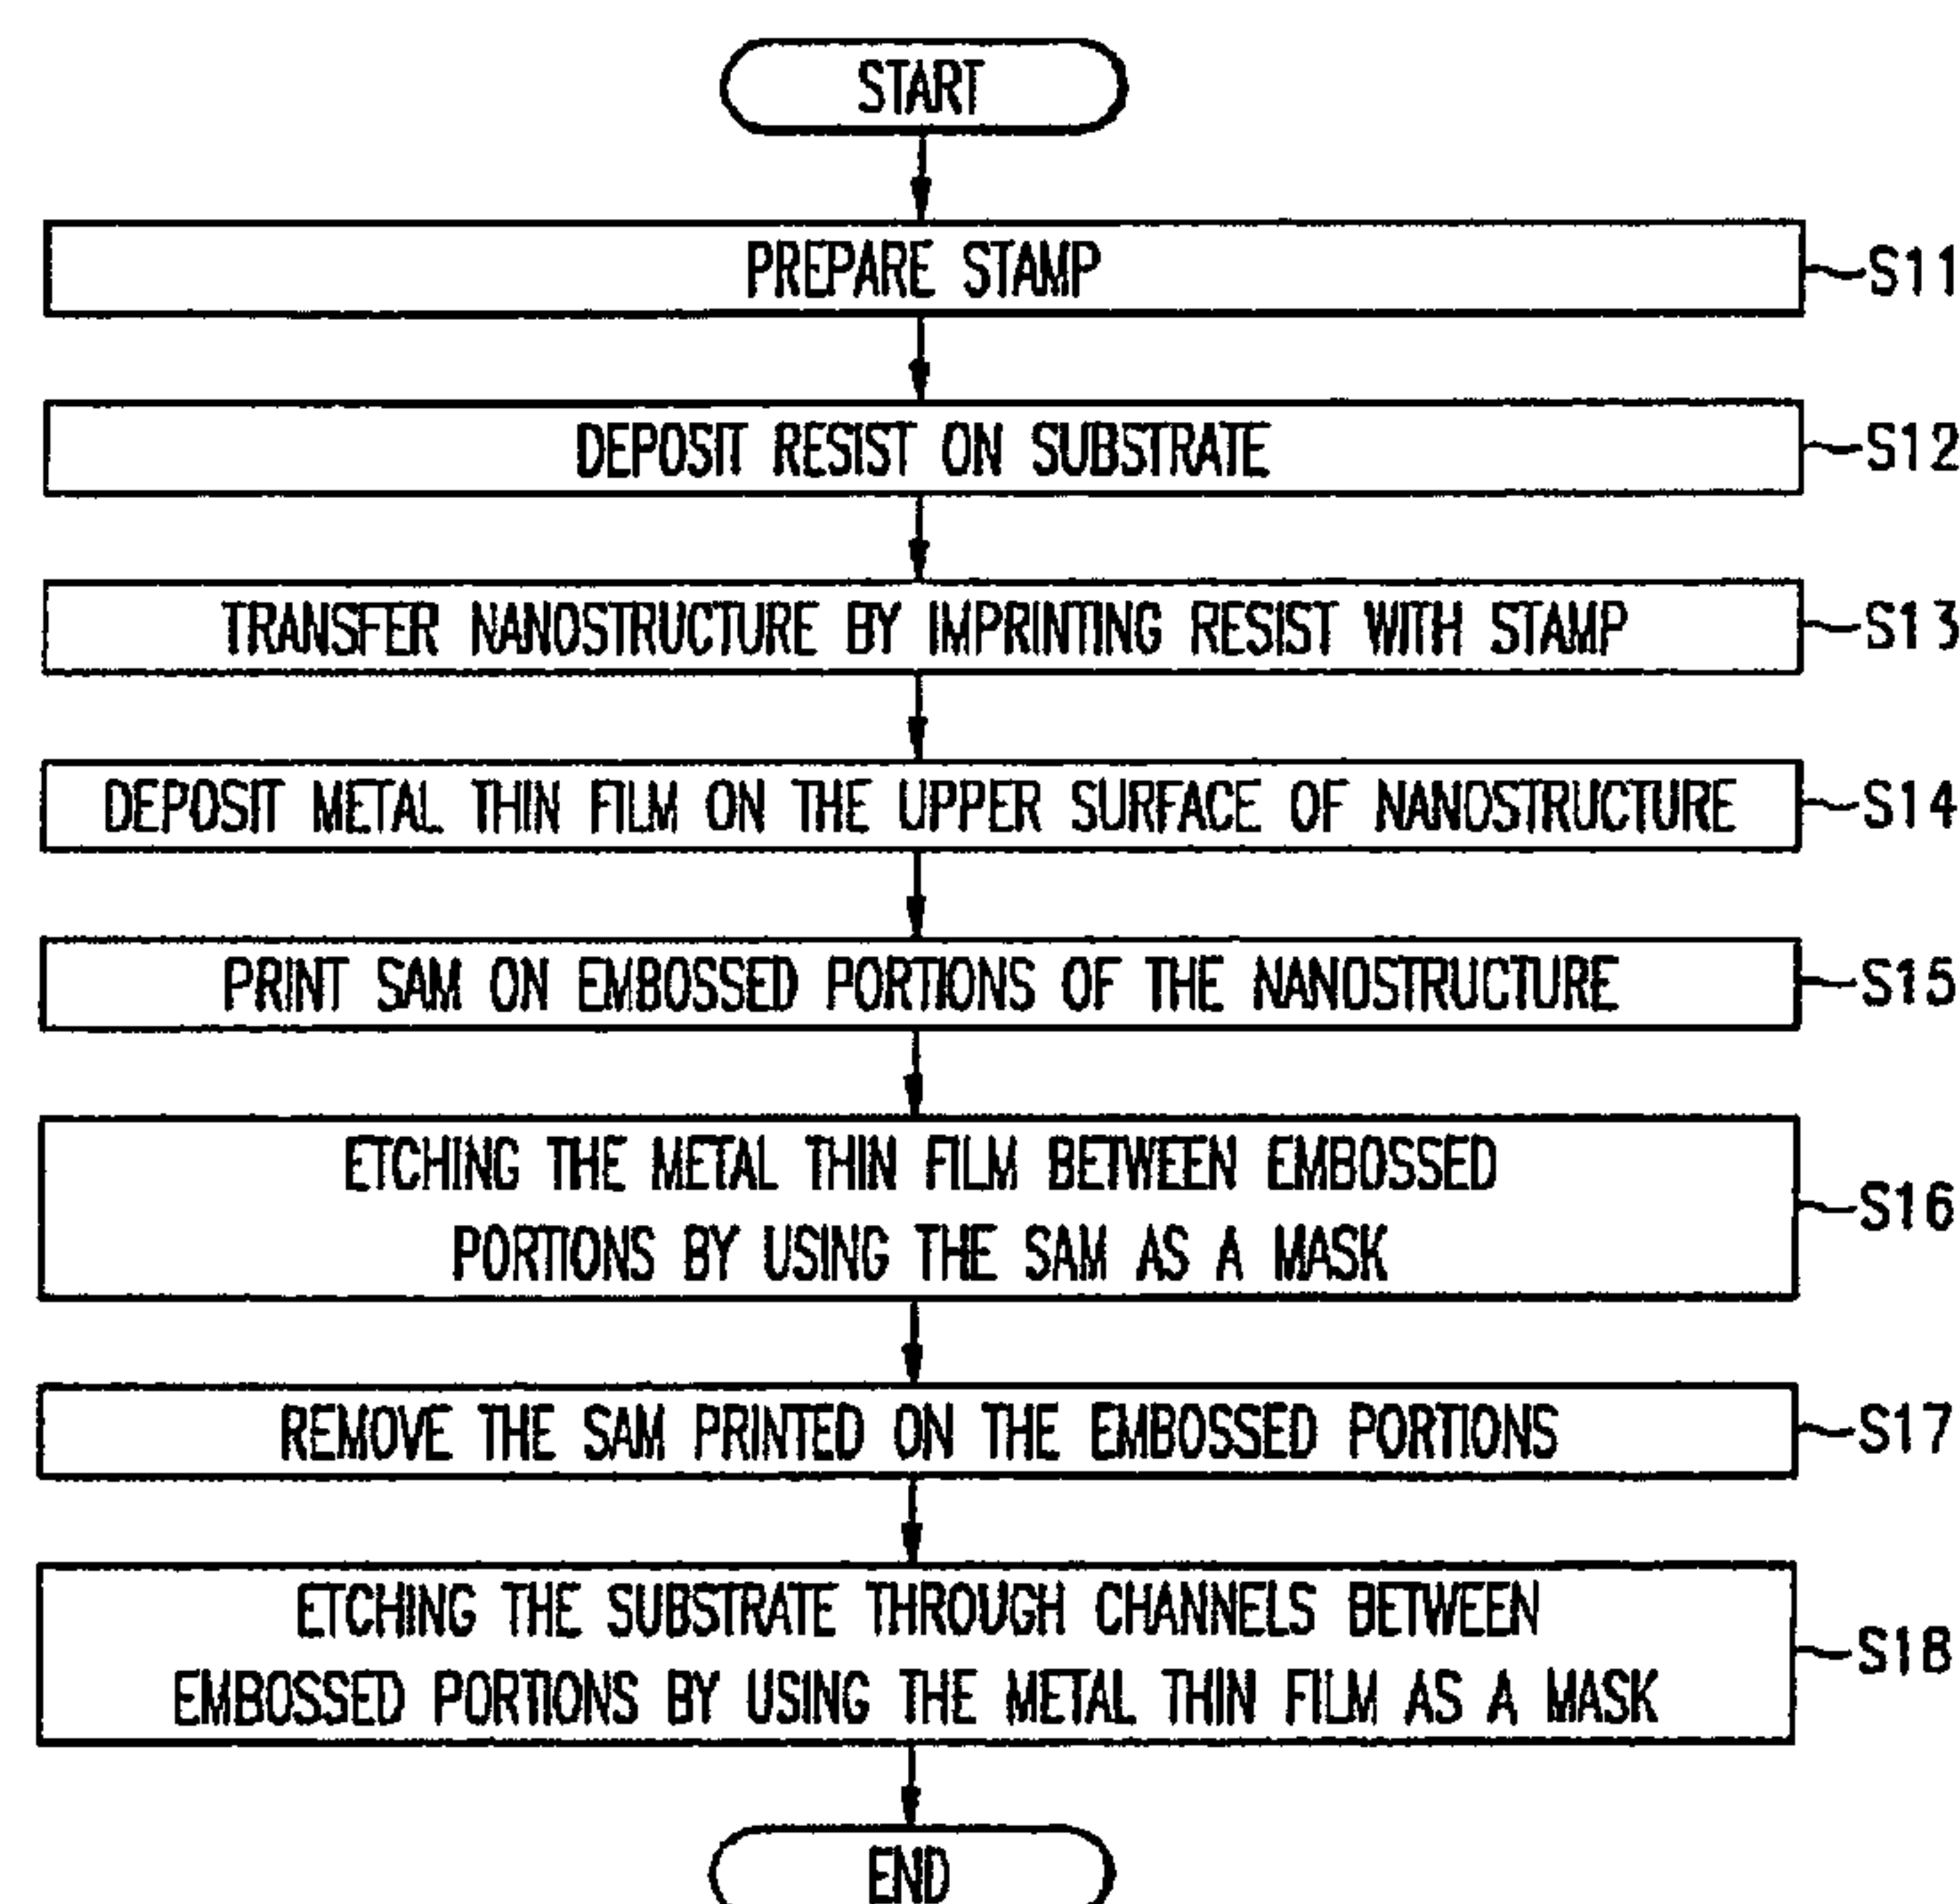 START
PREPARE STAMP
S11
DEPOSIT RESIST ON SUBSTRATE
S12
TRANSFER NANOSTRUCTURE BY IMPRINTING RESIST WITH STAMP
S13
DEPOSIT METAL THIN FILM ON THE UPPER SURFACE OF NANOSTRUCTURE
S14
PRINT SAM ON EMBOSSED PORTIONS OF THE NANOSTRUCTURE
S15
ETCHING THE METAL THIN FILM BETWEEN EMBOSSED
PORTIONS BY USING THE SAM AS A MASK
S16
REMOVE THE SAM PRINTED ON THE EMBOSSED PORTIONS
S17
ETCHING THE SUBSTRATE THROUGH CHANNELS BETWEEN
EMBOSSED PORTIONS BY USING THE METAL THIN FILM AS A MASK
S18
END